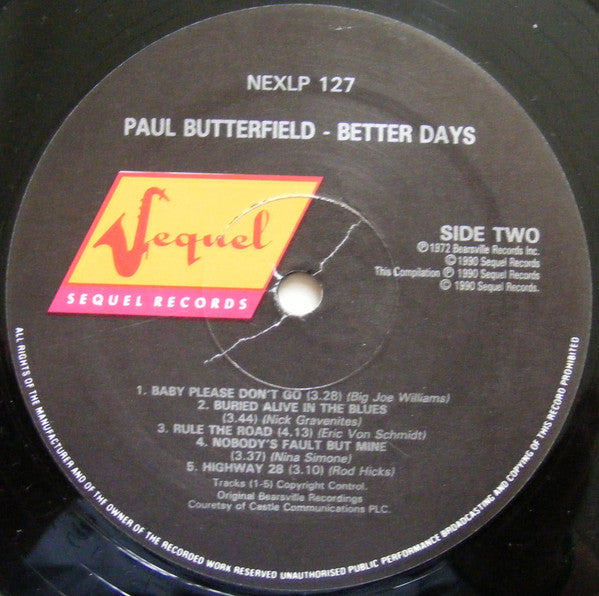 NEXLP 127
PAUL BUTTERFIELD - BETTER DAYS
Sequel
SEQUEL RECORDS
SIDE TWO
℗ 1972 Bearsville Records Inc.
© 1990 Sequel Records
This Compilation ℗ 1990 Sequel Records
© 1990 Sequel Records.
1. BABY PLEASE DON'T GO (3.28) (Big Joe Williams)
2. BURIED ALIVE IN THE BLUES
(3.44) (Nick Gravenites)
3. RULE THE ROAD (4.13) (Eric Von Schmidt)
4. NOBODY'S FAULT BUT MINE
(3.37) (Nina Simone)
5. HIGHWAY 28 (3.10) (Rod Hicks)
Tracks (1-5) Copyright Control.
Original Bearsville Recordings
Couretsy of Castle Communications PLC.
ALL RIGHTS OF THE MANUFACTURER AND OF THE OWNER OF THE RECORDED WORK RESERVED UNAUTHORISED PUBLIC PERFORMANCE BROADCASTING AND COPYING OF THIS RECORD PROHIBITED